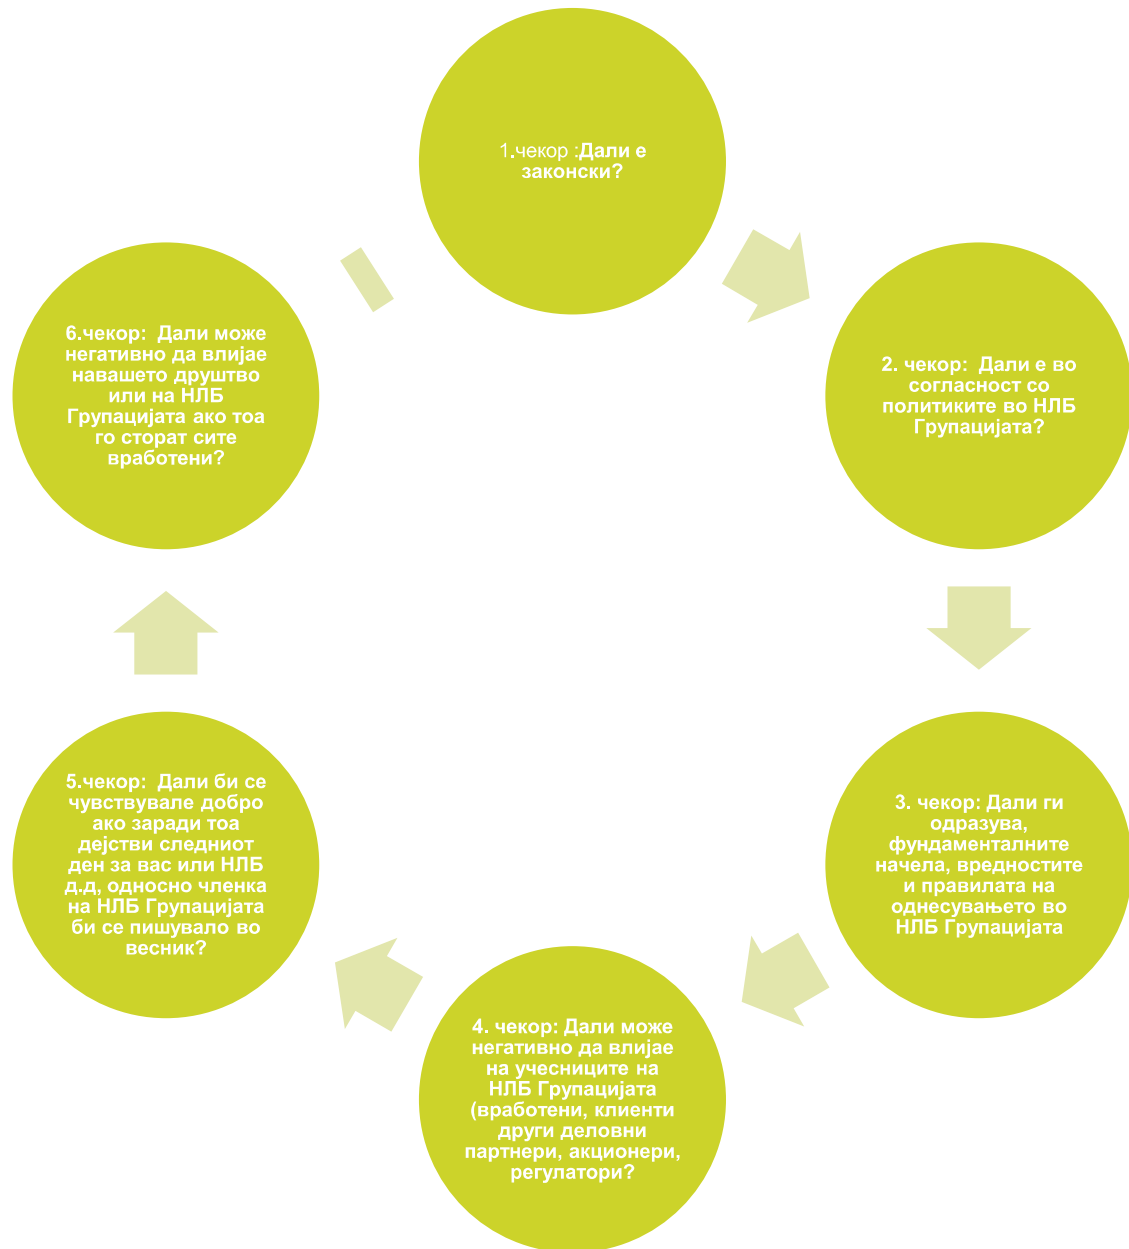 1.чекор :Дали е
законски?
2. чекор:  Дали е во
согласност со
политиките во НЛБ
Групацијата?
3. чекор: Дали ги
одразува,
фундаменталните
начела, вредностите
и правилата на
однесувањето во
НЛБ Групацијата
4. чекор: Дали може
негативно да влијае
на учесниците на
НЛБ Групацијата
(вработени, клиенти
други деловни
партнери, акционери,
регулатори?
5.чекор:  Дали би се
чувствувале добро
ако заради тоа
дејстви следниот
ден за вас или НЛБ
д.д, односно членка
на НЛБ Групацијата
би се пишувало во
весник?
6.чекор:  Дали може
негативно да влијае
навашето друштво
или на НЛБ
Групацијата ако тоа
го сторат сите
вработени?